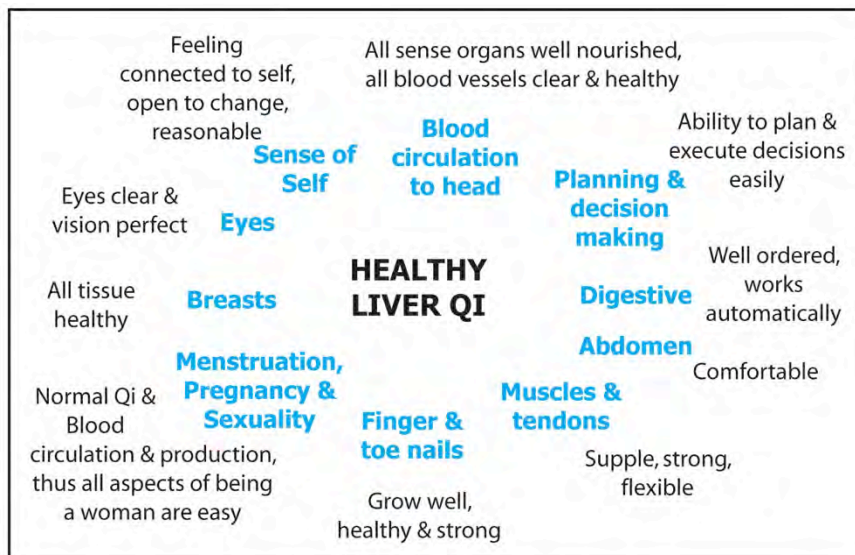 Feeling
connected to self,
open to change,
reasonable
Sense of
Self
All sense organs well nourished,
all blood vessels clear & healthy
Blood
circulation
to head
Ability to plan &
execute decisions
easily
Planning &
decision
making
Eyes clear &
vision perfect
Eyes
HEALTHY
LIVER QI
Well ordered,
works
automatically
Digestive
All tissue
healthy
Breasts
Abdomen
Comfortable
Menstruation,
Pregnancy &
Sexuality
Normal Qi &
Blood
circulation & production,
thus all aspects of being
a woman are easy
Finger &
toe nails
Grow well,
healthy & strong
Muscles &
tendons
Supple, strong,
flexible